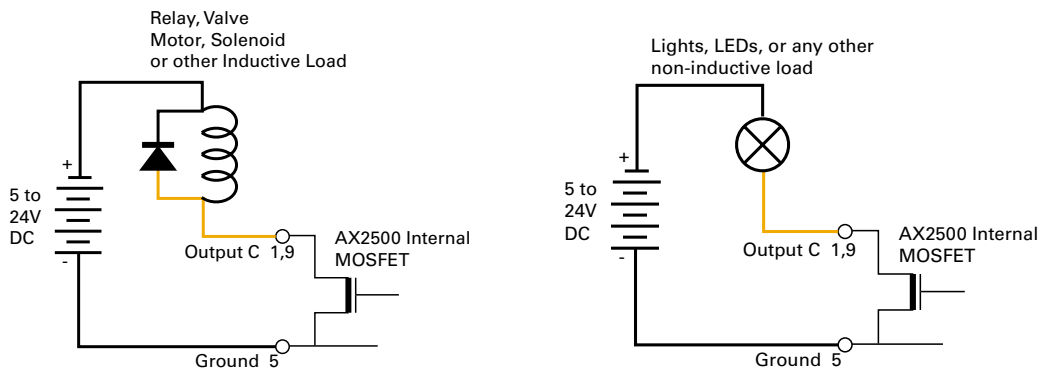 Relay, Valve
Motor, Solenoid
or other Inductive Load
+
5 to
24V
DC
-
Output C 1,9
AX2500 Internal
MOSFET
Ground 5
Lights, LEDs, or any other
non-inductive load
+
5 to
24V
DC
-
Output C 1,9
AX2500 Internal
MOSFET
Ground 5